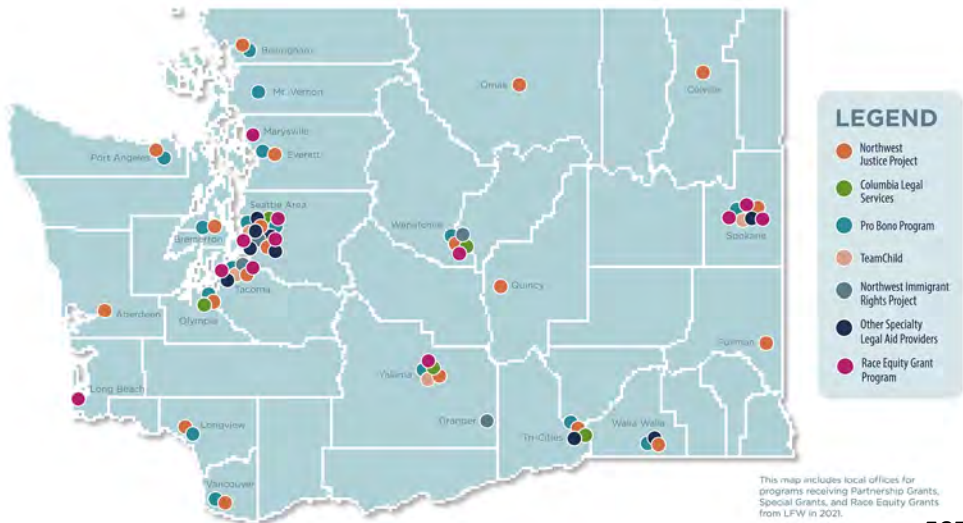 Bellingham
Mt. Vernon
Omak
Colville
Marysville
Everett
Port Angeles
Seattle Area
Bremerton
Wenatchee
Spokane
Tacoma
Quincy
Aberdeen
Olympia
Pullman
Yakima
Long Beach
Granger
Longview
Tri-Cities
Walla Walla
Vancouver
LEGEND
Northwest
Justice Project
Columbia Legal
Services
Pro Bono Program
TeamChild
Northwest Immigrant
Rights Project
Other Specialty
Legal Aid Providers
Race Equity Grant
Program
This map includes local offices for
programs receiving Partnership Grants,
Special Grants, and Race Equity Grants
from LFW in 2021.